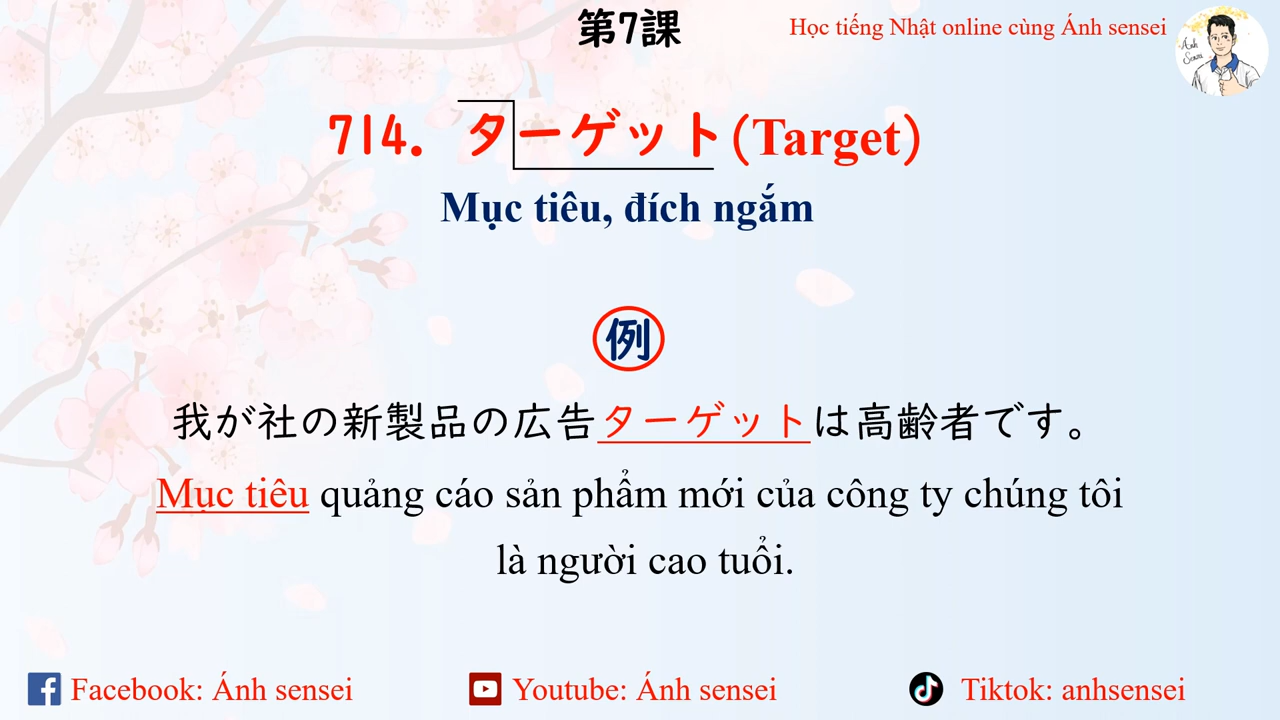 第7課
Học tiếng Nhật online cùng Ánh sensei
Ánh
Sensei
714. ターゲット(Target)
Mục tiêu, đích ngắm
例
我が社の新製品の広告ターゲットは高齢者です。
Mục tiêu quảng cáo sản phẩm mới của công ty chúng tôi
là người cao tuổi.
Facebook: Ánh sensei
Youtube: Ánh sensei
Tiktok: anhsensei